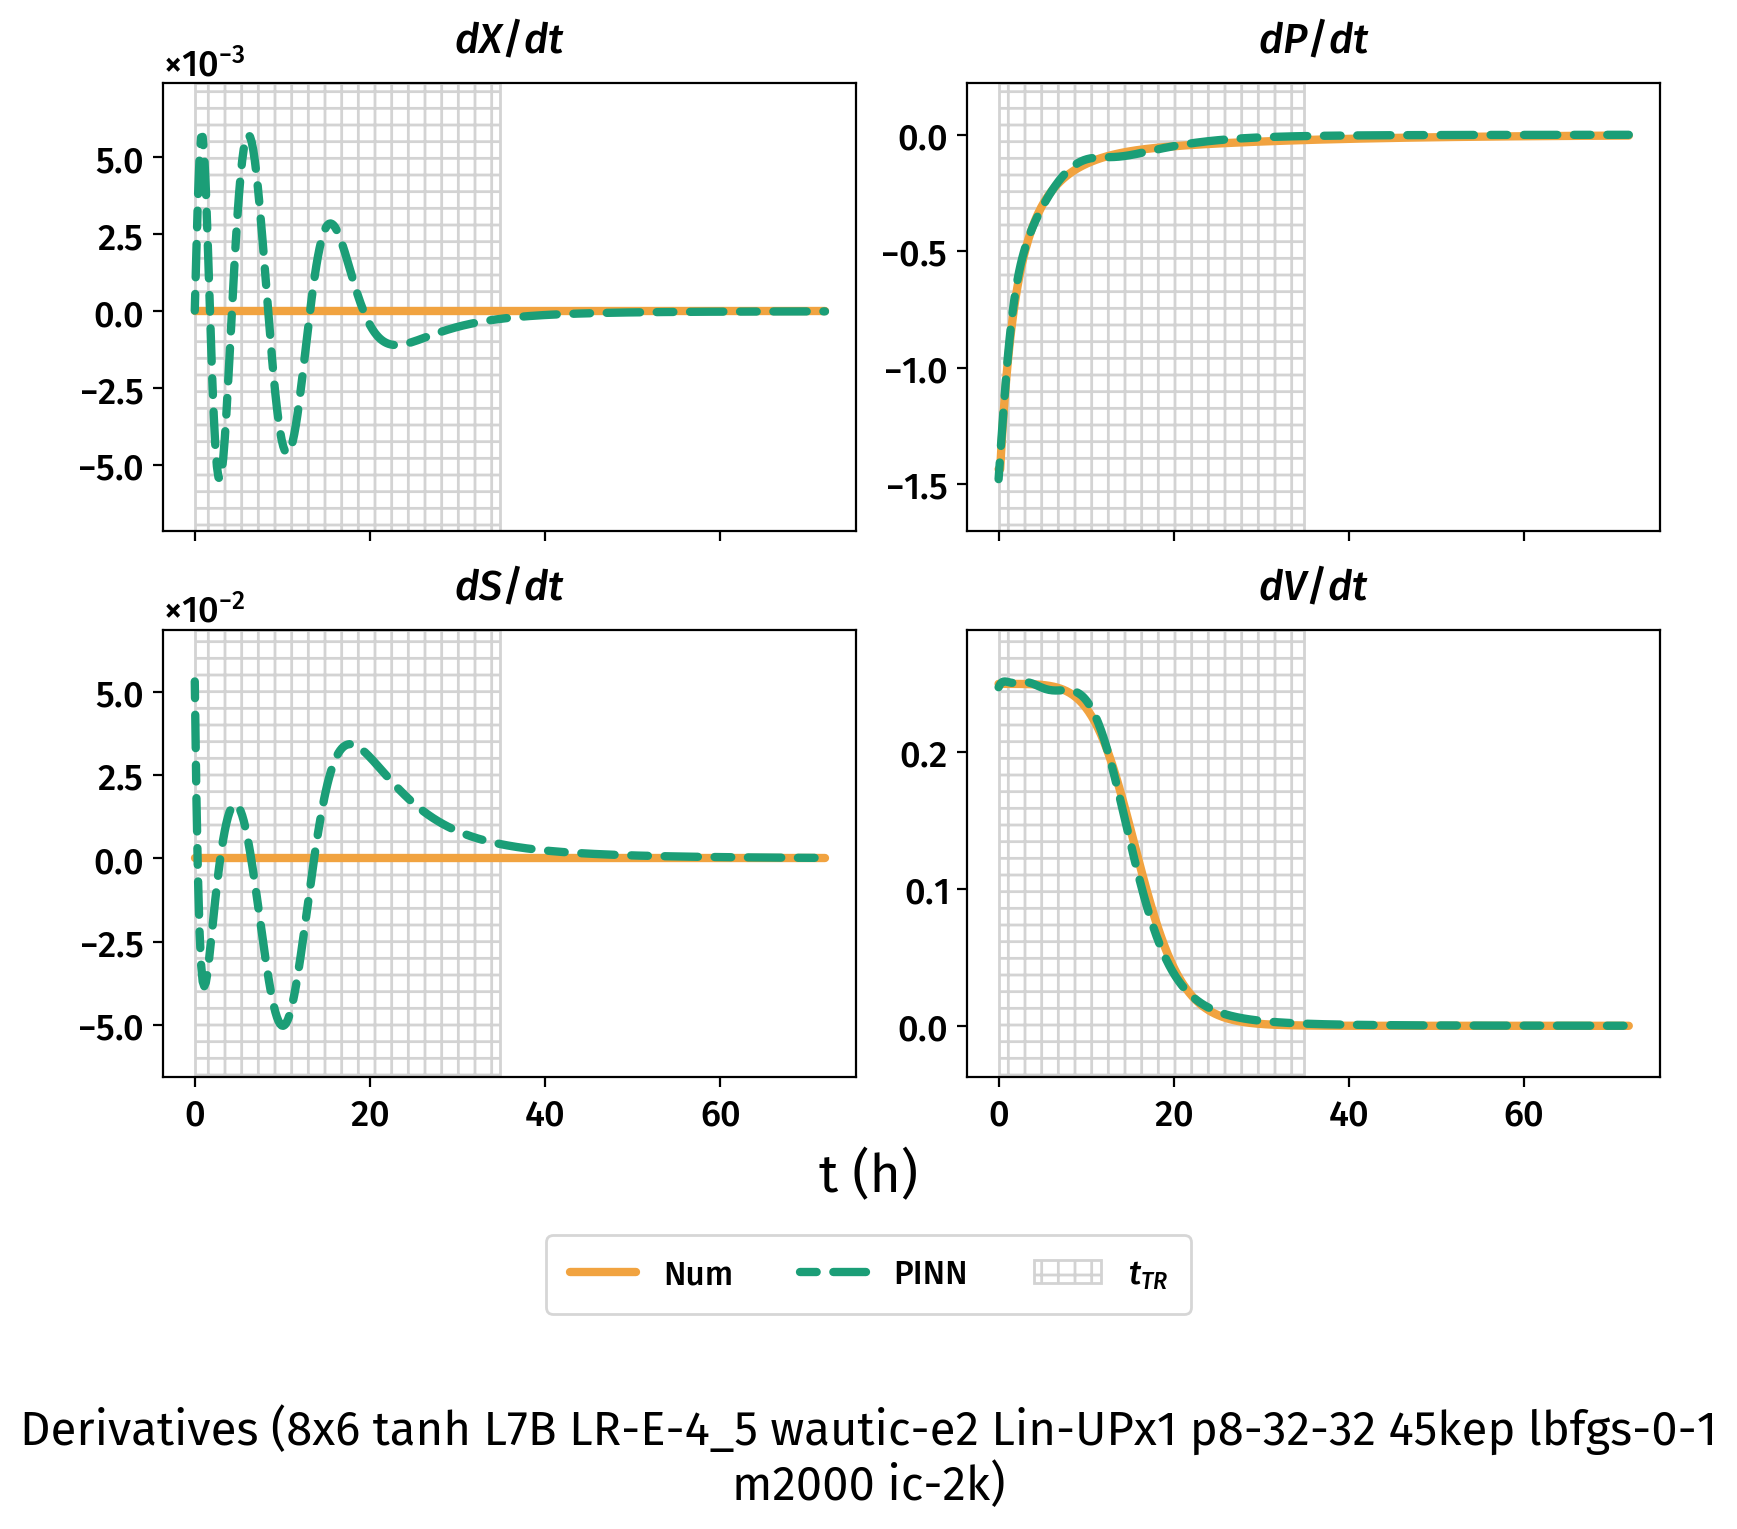 dX/dt
×10⁻³
5.0
2.5
0.0
−2.5
−5.0
dP/dt
0.0
−0.5
−1.0
−1.5
dS/dt
×10⁻²
5.0
2.5
0.0
−2.5
−5.0
0 20 40 60
dV/dt
0.2
0.1
0.0
0 20 40 60
t (h)
Num PINN t_TR
Derivatives (8x6 tanh L7B LR-E-4_5 wautic-e2 Lin-UPx1 p8-32-32 45kep lbfgs-0-1
m2000 ic-2k)